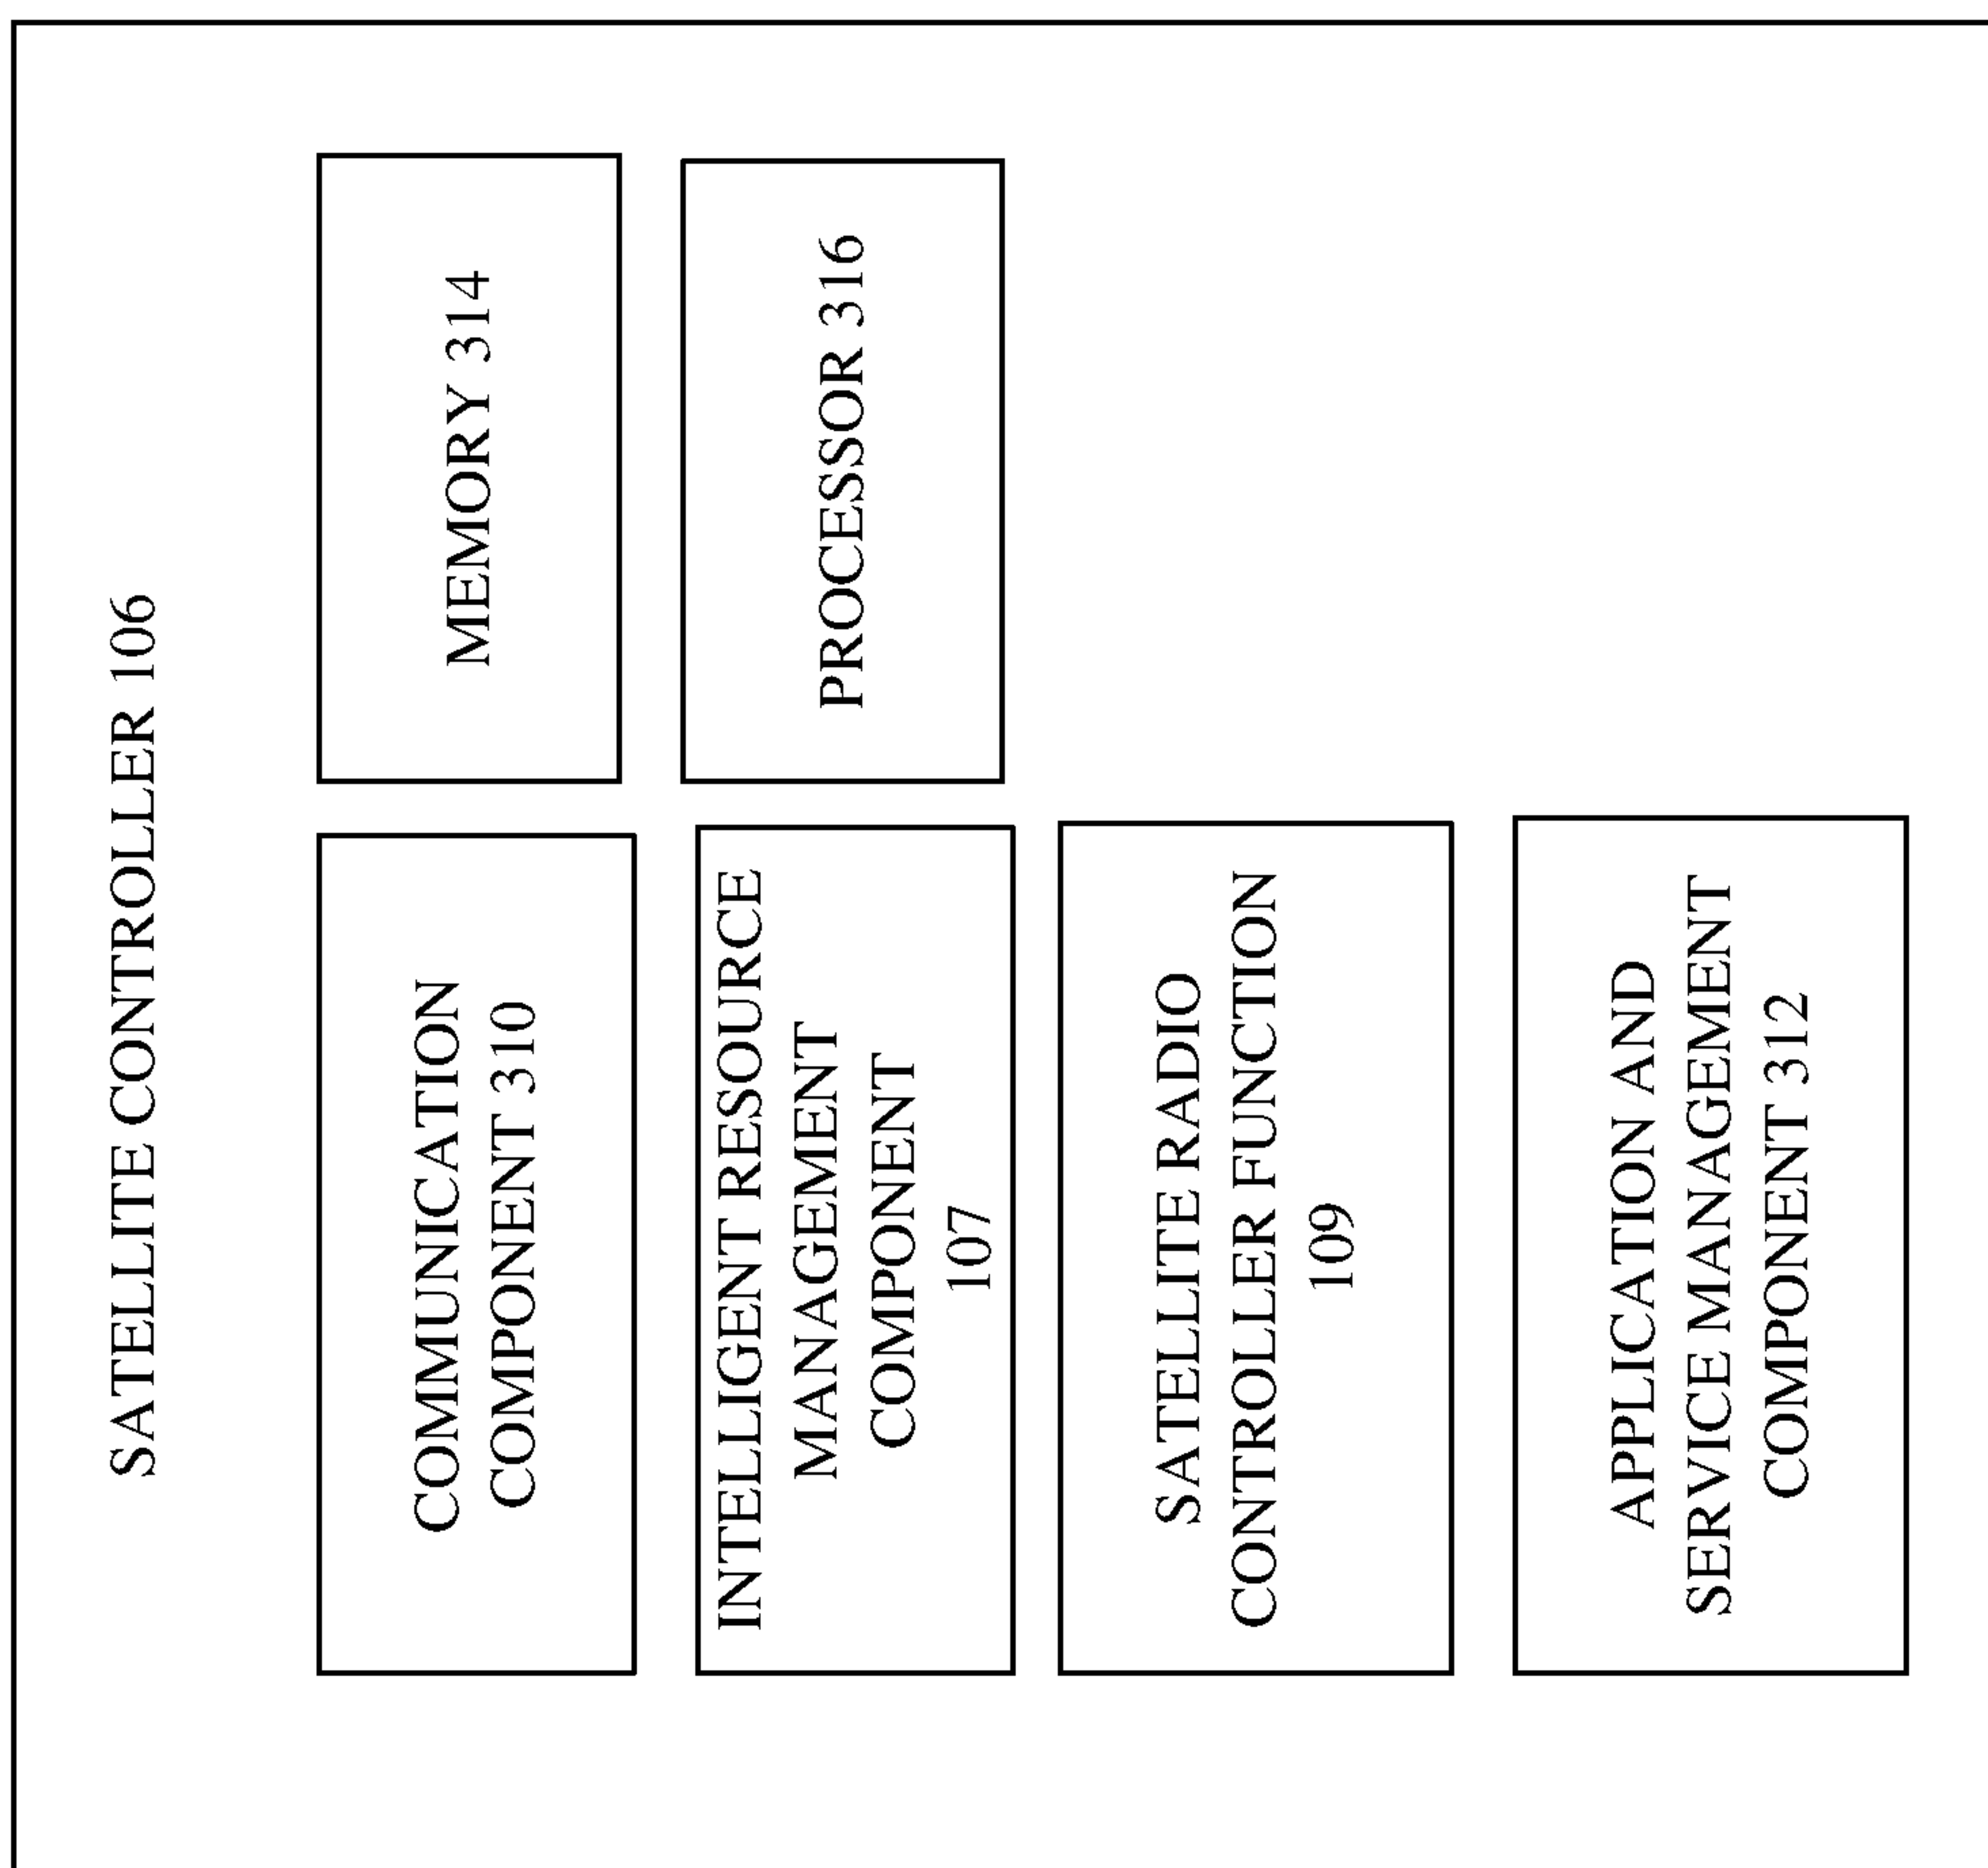 SATELLITE CONTROLLER 106
COMMUNICATION
COMPONENT 310
MEMORY 314
INTELLIGENT RESOURCE
MANAGEMENT
COMPONENT
107
PROCESSOR 316
SATELLITE RADIO
CONTROLLER FUNCTION
109
APPLICATION AND
SERVICE MANAGEMENT
COMPONENT 312